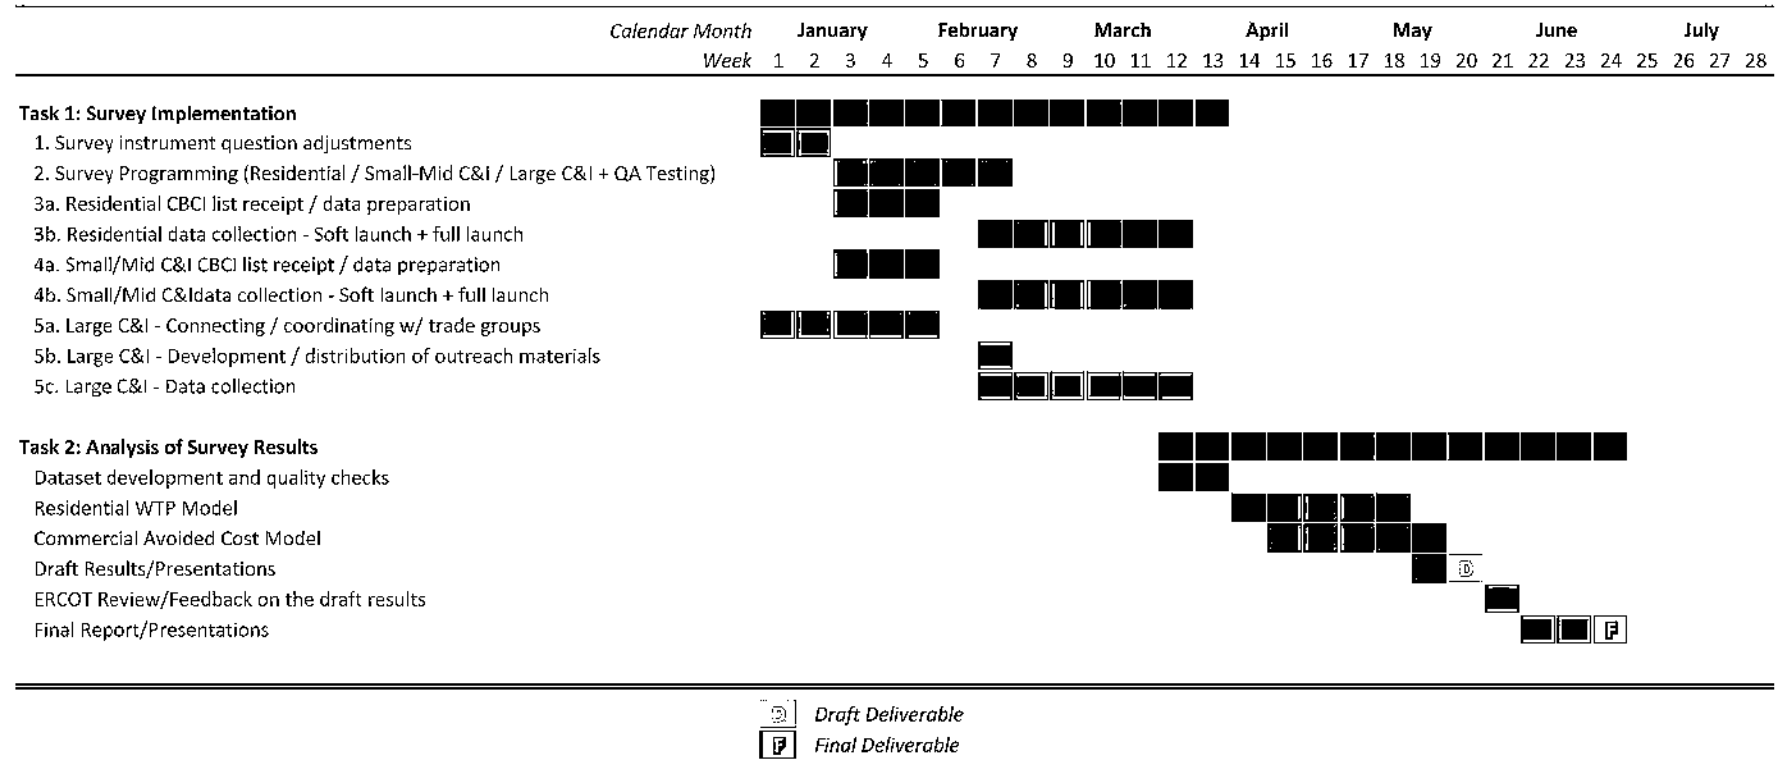 Calendar Month January February March April May June July
Week 1 2 3 4 5 6 7 8 9 10 11 12 13 14 15 16 17 18 19 20 21 22 23 24 25 26 27 28
Task 1: Survey Implementation
1. Survey instrument question adjustments
2. Survey Programming (Residential / Small-Mid C&I / Large C&I + QA Testing)
3a. Residential CBCI list receipt / data preparation
3b. Residential data collection - Soft launch + full launch
4a. Small/Mid C&I CBCI list receipt / data preparation
4b. Small/Mid C&Idata collection - Soft launch + full launch
5a. Large C&I - Connecting / coordinating w/ trade groups
5b. Large C&I - Development / distribution of outreach materials
5c. Large C&I - Data collection
Task 2: Analysis of Survey Results
Dataset development and quality checks
Residential WTP Model
Commercial Avoided Cost Model
Draft Results/Presentations D
ERCOT Review/Feedback on the draft results
Final Report/Presentations F
D Draft Deliverable
F Final Deliverable